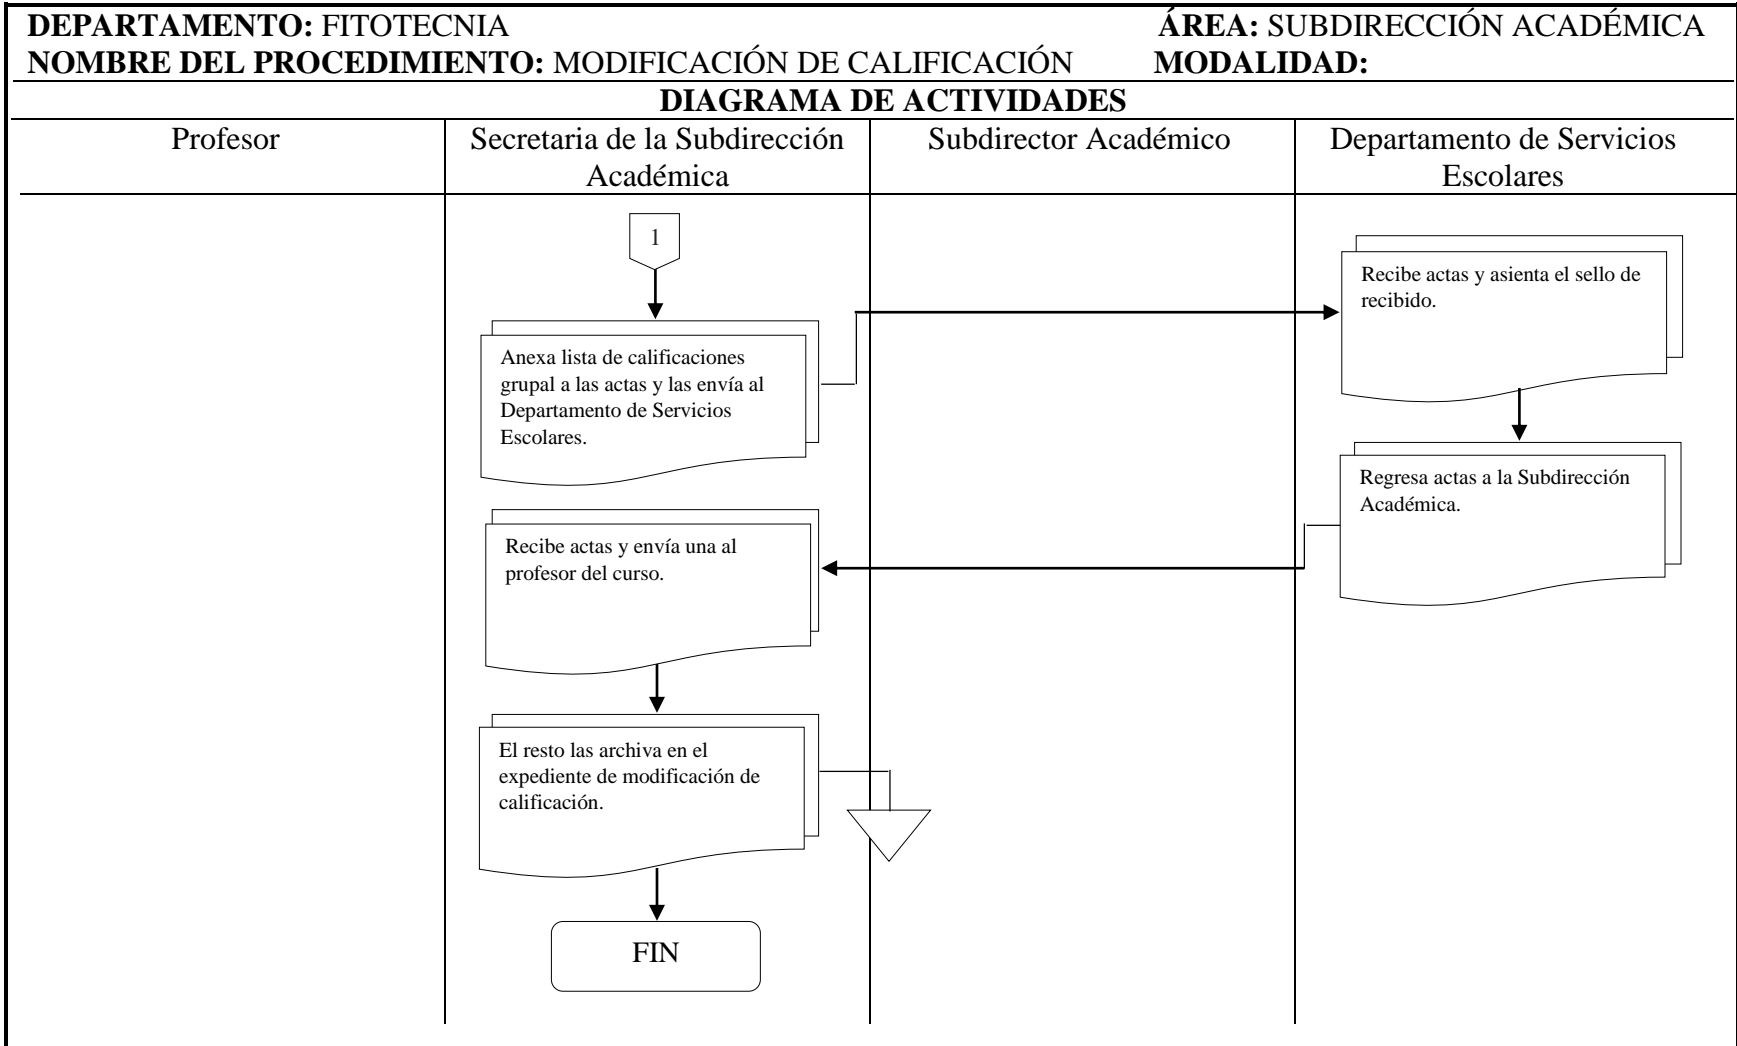 DEPARTAMENTO: FITOTECNIA ÁREA: SUBDIRECCIÓN ACADÉMICA
NOMBRE DEL PROCEDIMIENTO: MODIFICACIÓN DE CALIFICACIÓN MODALIDAD:
DIAGRAMA DE ACTIVIDADES
Profesor
Secretaria de la Subdirección
Académica
Subdirector Académico
Departamento de Servicios
Escolares
1
Anexa lista de calificaciones
grupal a las actas y las envía al
Departamento de Servicios
Escolares.
Recibe actas y asienta el sello de
recibido.
Regresa actas a la Subdirección
Académica.
Recibe actas y envía una al
profesor del curso.
El resto las archiva en el
expediente de modificación de
calificación.
FIN